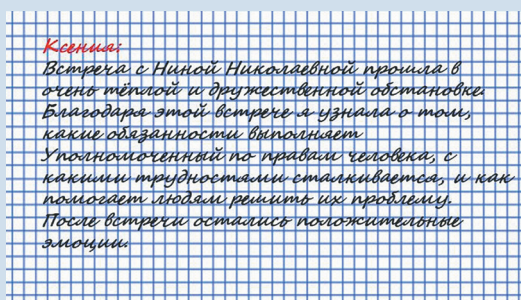 Ксения:
Встреча с Ниной Николаевной прошла в
очень тёплой и дружественной обстановке.
Благодаря этой встрече я узнала о том,
какие обязанности выполняет
Уполномоченный по правам человека, с
какими трудностями сталкивается, и как
помогает людям решить их проблему.
После встречи остались положительные
эмоции.